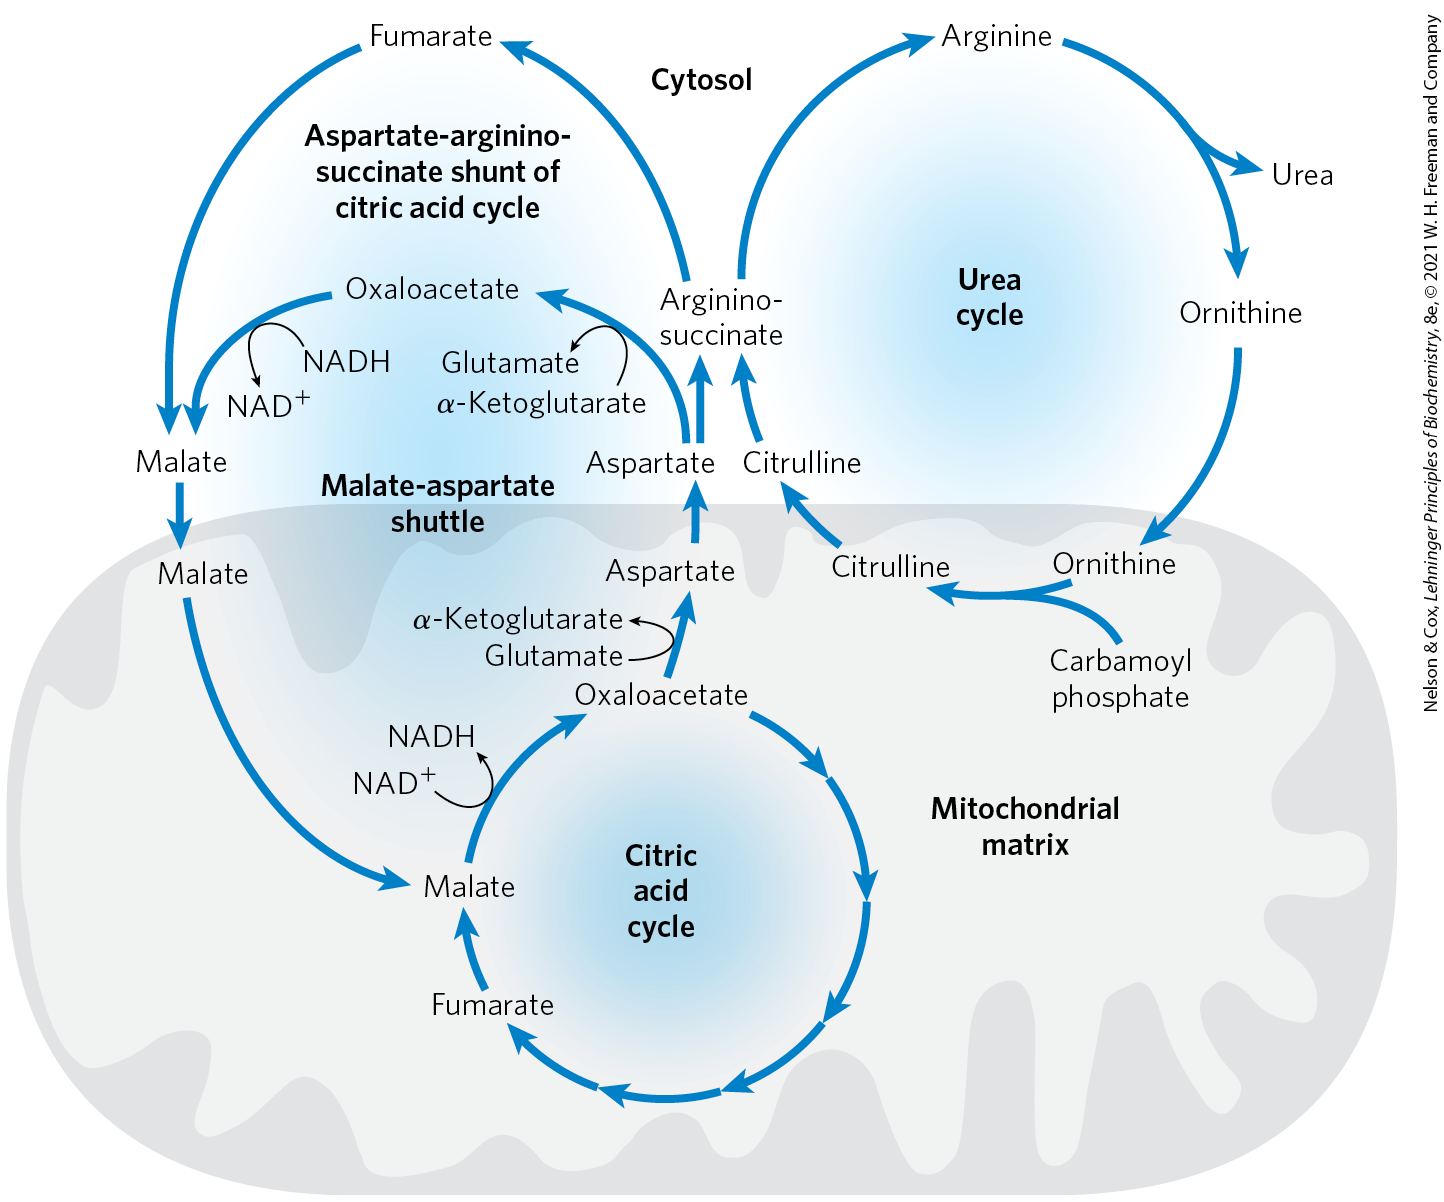 Fumarate
Cytosol
Arginine
Aspartate-arginino-
succinate shunt of
citric acid cycle
Urea
Oxaloacetate
Arginino-
succinate
Urea
cycle
Ornithine
NADH
NAD+
Glutamate
α-Ketoglutarate
Malate
Aspartate
Citrulline
Malate-aspartate
shuttle
Malate
Aspartate
Citrulline
Ornithine
α-Ketoglutarate
Glutamate
Carbamoyl
phosphate
Oxaloacetate
NADH
NAD+
Mitochondrial
matrix
Citric
acid
cycle
Malate
Fumarate
Nelson & Cox, Lehninger Principles of Biochemistry, 8e, © 2021 W. H. Freeman and Company